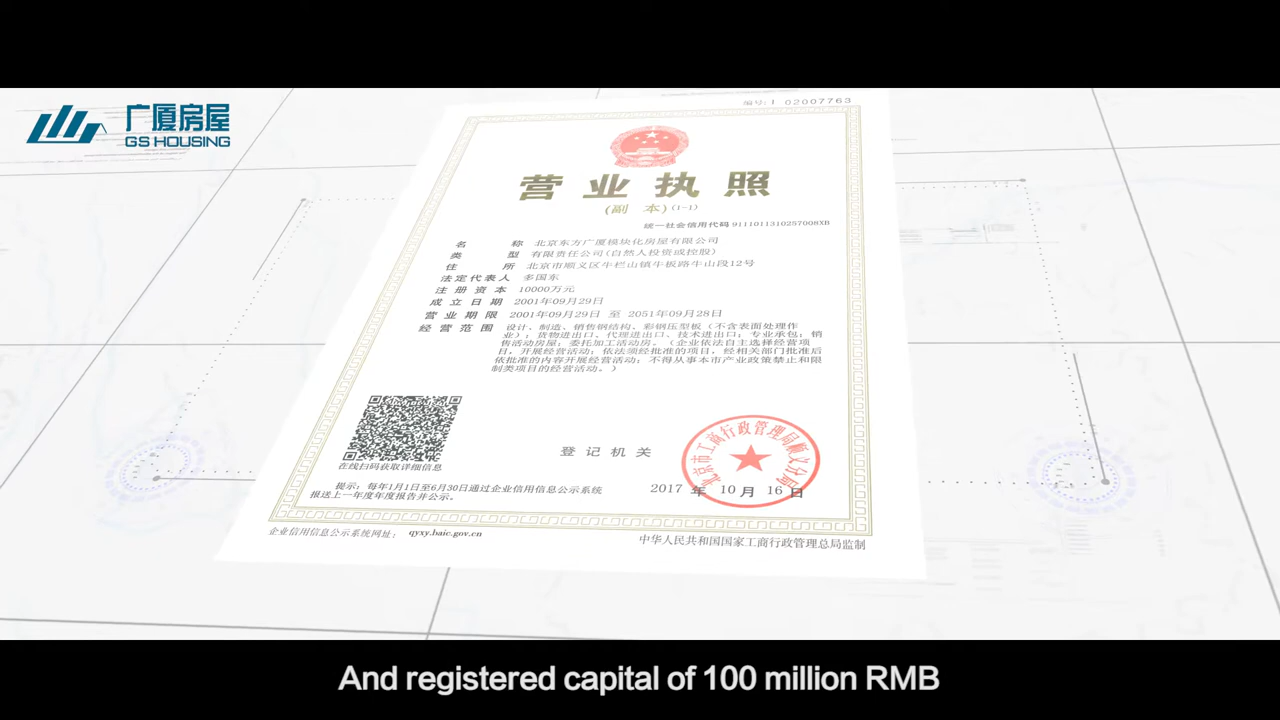 广厦房屋
GS HOUSING
编号: 1 02007763
营业执照
(副 本) (1-1)
统一社会信用代码 9111011310257008XB
名 称 北京东方广厦模块化房屋有限公司
类 型 有限责任公司(自然人投资或控股)
住 所 北京市顺义区牛栏山镇牛板路牛山段12号
法定代表人 多国东
注册资本 10000万元
成立日期 2001年09月29日
营业期限 2001年09月29日 至 2051年09月28日
经营范围 设计、制造、销售钢结构、彩钢压型板（不含表面处理作
业）；货物进出口、代理进出口、技术进出口；专业承包；销
售活动房屋；委托加工活动房。（企业依法自主选择经营项
目，开展经营活动；依法须经批准的项目，经相关部门批准后
依批准的内容开展经营活动；不得从事本市产业政策禁止和限
制类项目的经营活动。）
在线扫码获取详细信息
登记机关
北京市工商行政管理局顺义分局
2017 年 10 月 16 日
提示：每年1月1日至6月30日通过企业信用信息公示系统
报送上一年度年度报告并公示。
企业信用信息公示系统网址： qyxy.baic.gov.cn
中华人民共和国国家工商行政管理总局监制
And registered capital of 100 million RMB